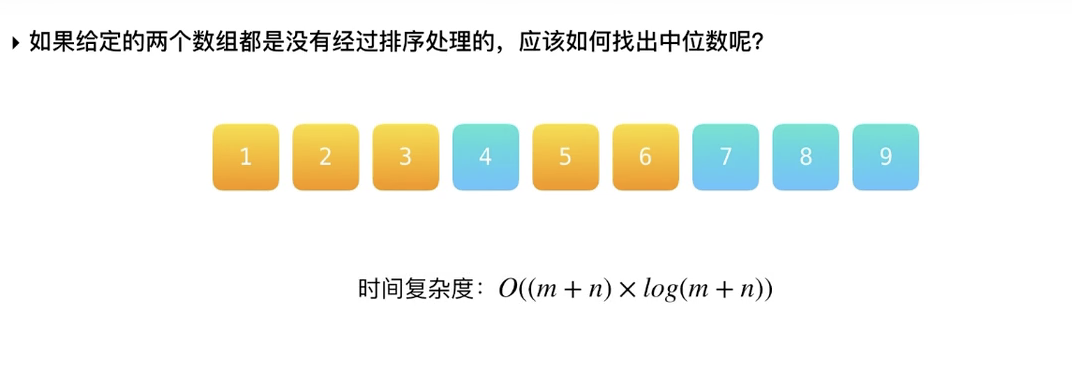 ▸ 如果给定的两个数组都是没有经过排序处理的，应该如何找出中位数呢？
1 2 3 4 5 6 7 8 9
时间复杂度：O((m + n) × log(m + n))